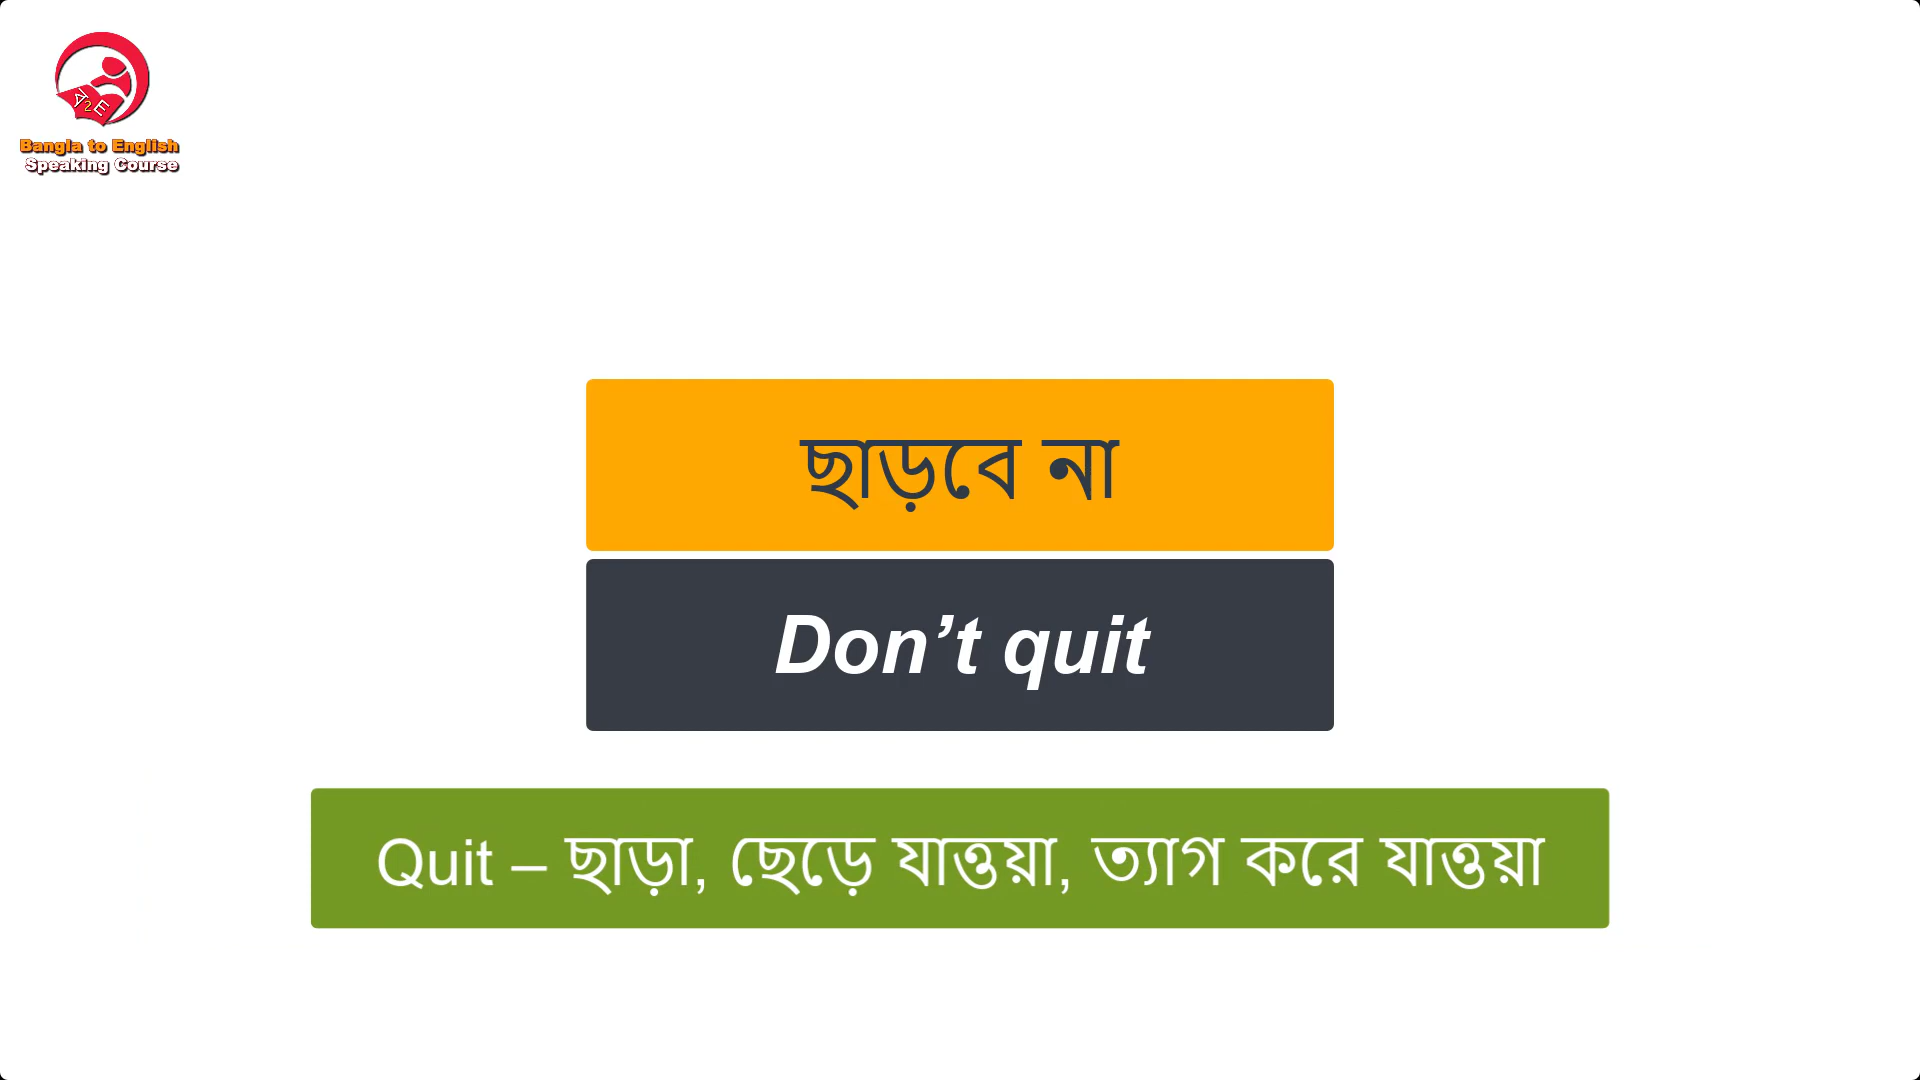 Bangla to English
Speaking Course
ছাড়বে না
Don’t quit
Quit – ছাড়া, ছেড়ে যাওয়া, ত্যাগ করে যাওয়া